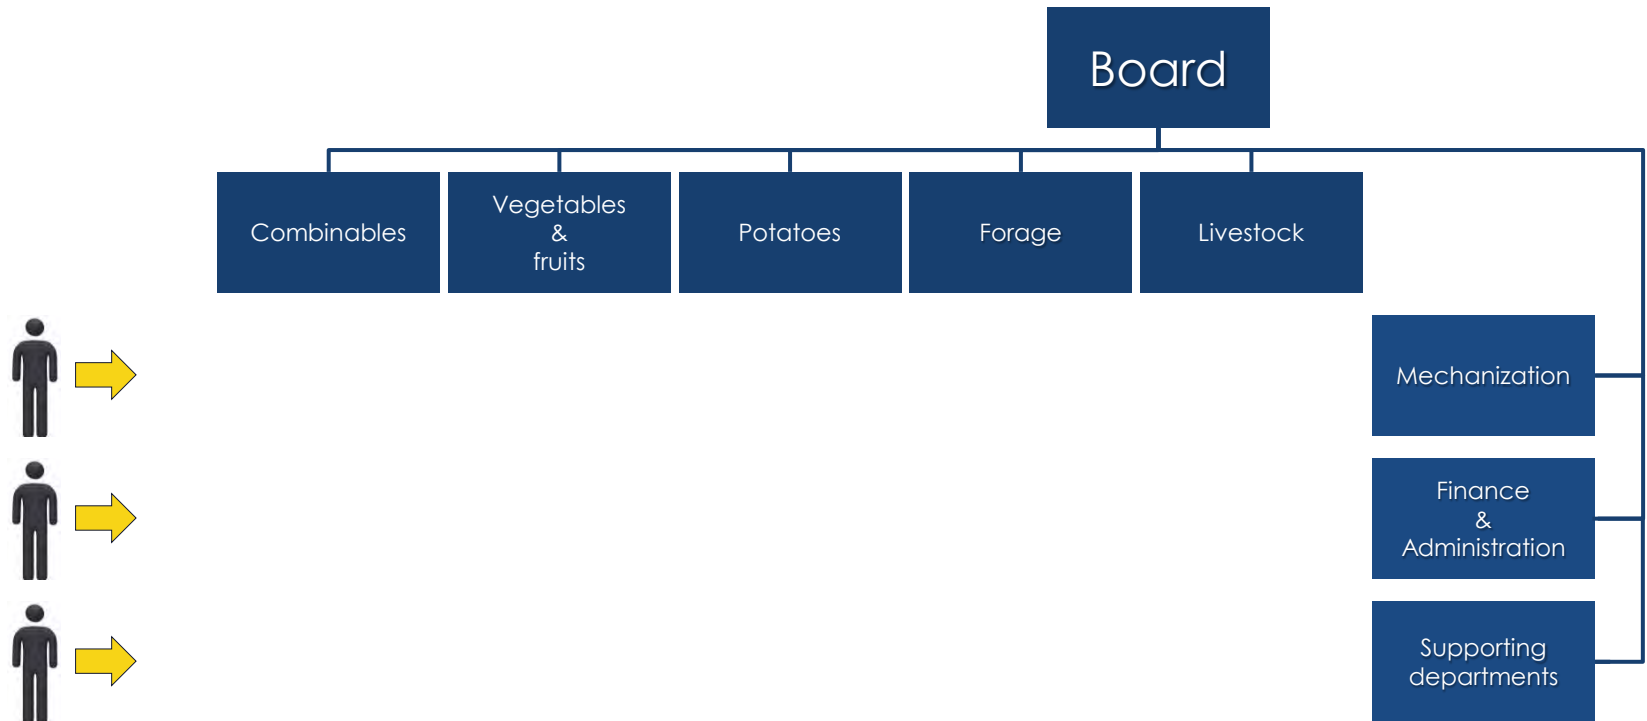 Board
Combinables
Vegetables
&
fruits
Potatoes
Forage
Livestock
Mechanization
Finance
&
Administration
Supporting
departments